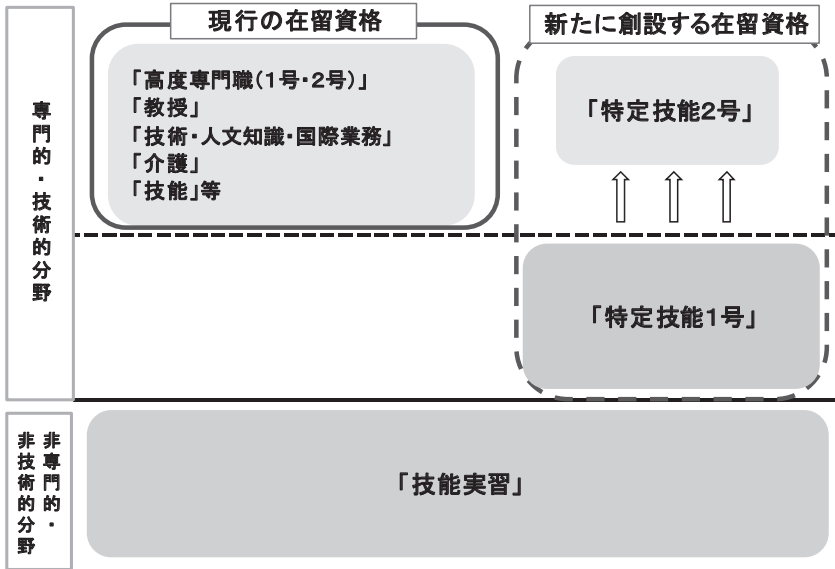 現行の在留資格
「高度専門職(1号・2号)」
「教授」
「技術・人文知識・国際業務」
「介護」
「技能」等
新たに創設する在留資格
「特定技能2号」
「特定技能1号」
専門的・技術的分野
非専門的・
非技術的分野
「技能実習」